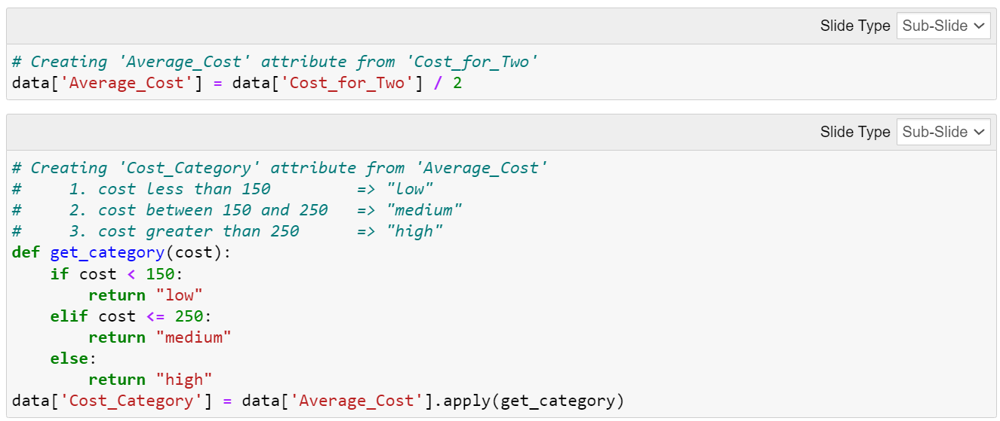 Slide Type Sub-Slide
# Creating 'Average_Cost' attribute from 'Cost_for_Two'
data['Average_Cost'] = data['Cost_for_Two'] / 2
Slide Type Sub-Slide
# Creating 'Cost_Category' attribute from 'Average_Cost'
#     1. cost less than 150         => "low"
#     2. cost between 150 and 250   => "medium"
#     3. cost greater than 250      => "high"
def get_category(cost):
    if cost < 150:
        return "low"
    elif cost <= 250:
        return "medium"
    else:
        return "high"
data['Cost_Category'] = data['Average_Cost'].apply(get_category)